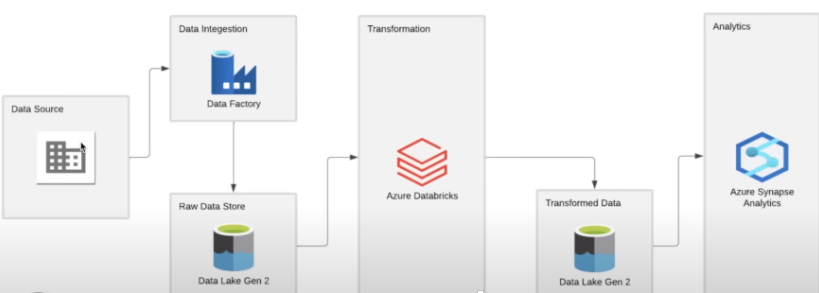 Data Source
Data Integestion
Data Factory
Raw Data Store
Data Lake Gen 2
Transformation
Azure Databricks
Transformed Data
Data Lake Gen 2
Analytics
Azure Synapse
Analytics